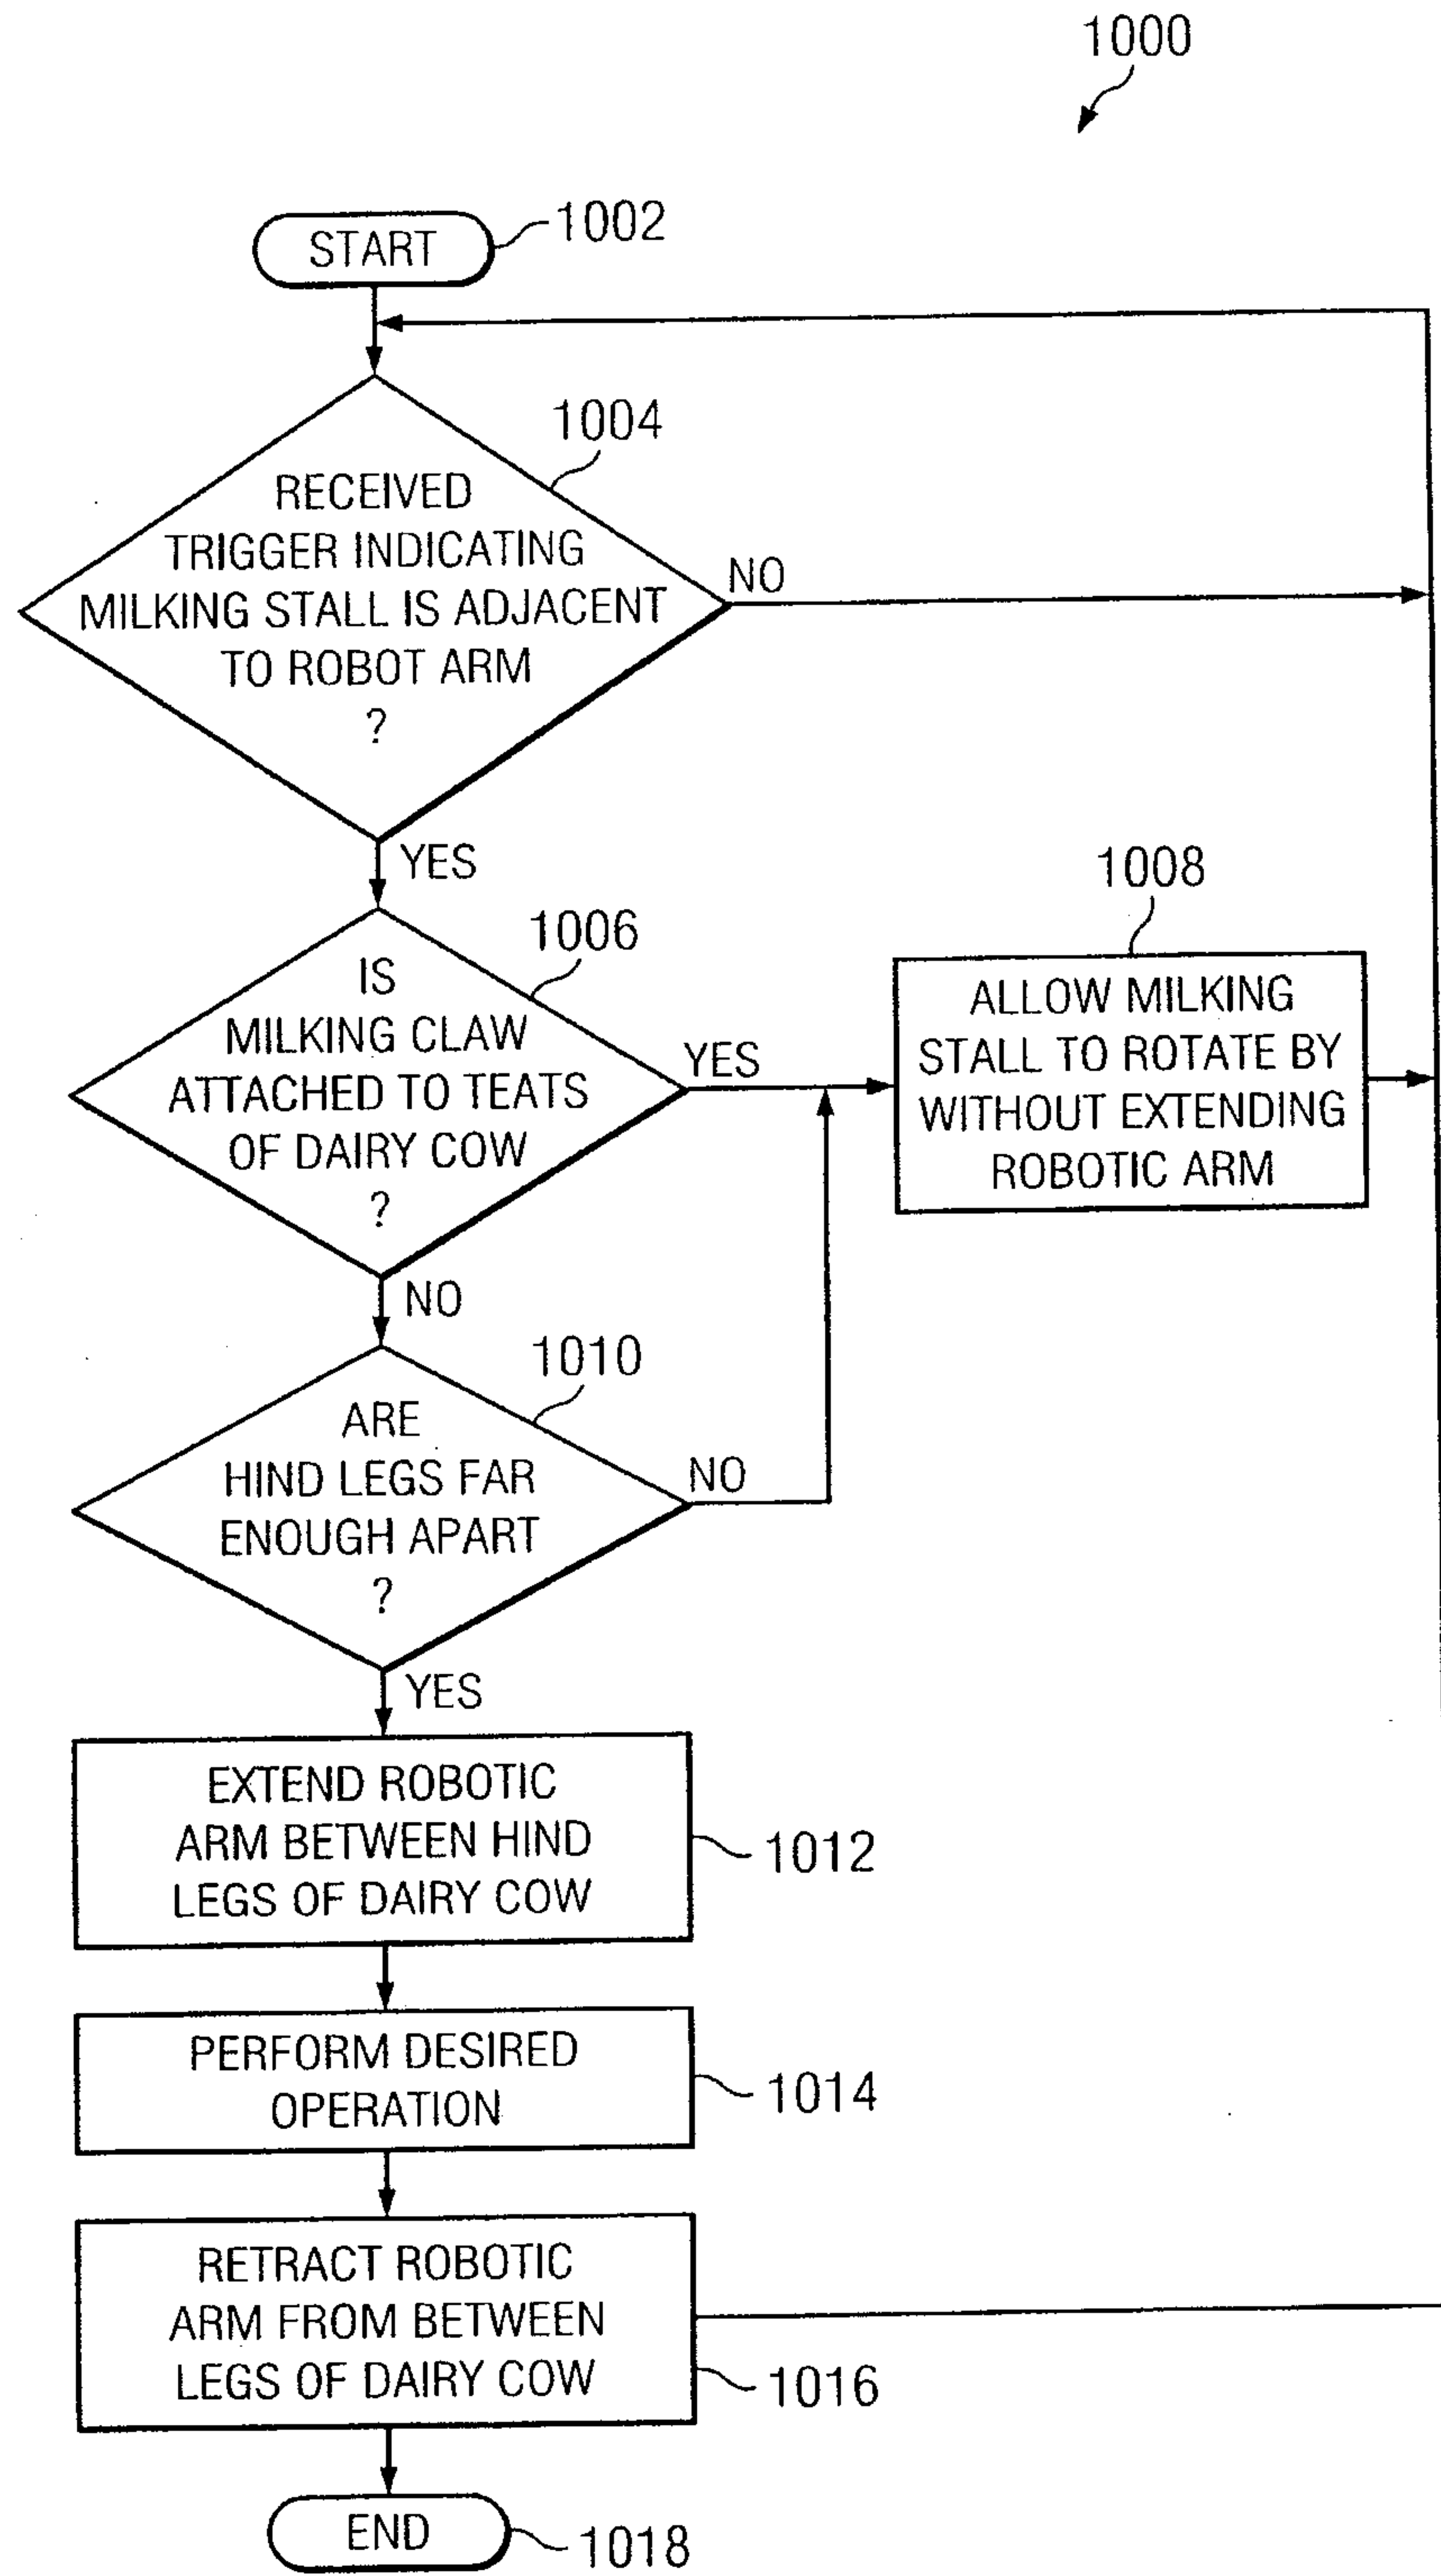 1000
START
1002
1004
RECEIVED
TRIGGER INDICATING
MILKING STALL IS ADJACENT
TO ROBOT ARM
?
NO
YES
1006
IS
MILKING CLAW
ATTACHED TO TEATS
OF DAIRY COW
?
YES
1008
ALLOW MILKING
STALL TO ROTATE BY
WITHOUT EXTENDING
ROBOTIC ARM
NO
1010
ARE
HIND LEGS FAR
ENOUGH APART
?
NO
YES
EXTEND ROBOTIC
ARM BETWEEN HIND
LEGS OF DAIRY COW
1012
PERFORM DESIRED
OPERATION
1014
RETRACT ROBOTIC
ARM FROM BETWEEN
LEGS OF DAIRY COW
1016
END
1018